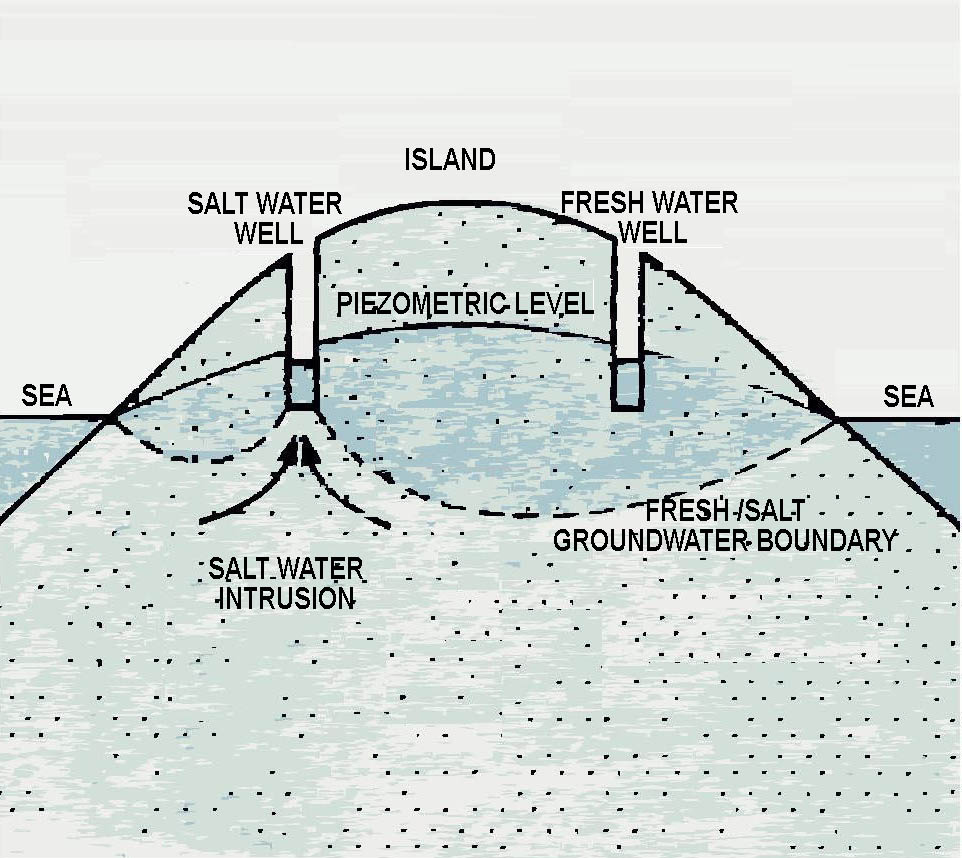 ISLAND
SALT WATER
WELL
FRESH WATER
WELL
PIEZOMETRIC LEVEL
SEA
SEA
FRESH /SALT
GROUNDWATER BOUNDARY
SALT WATER
INTRUSION